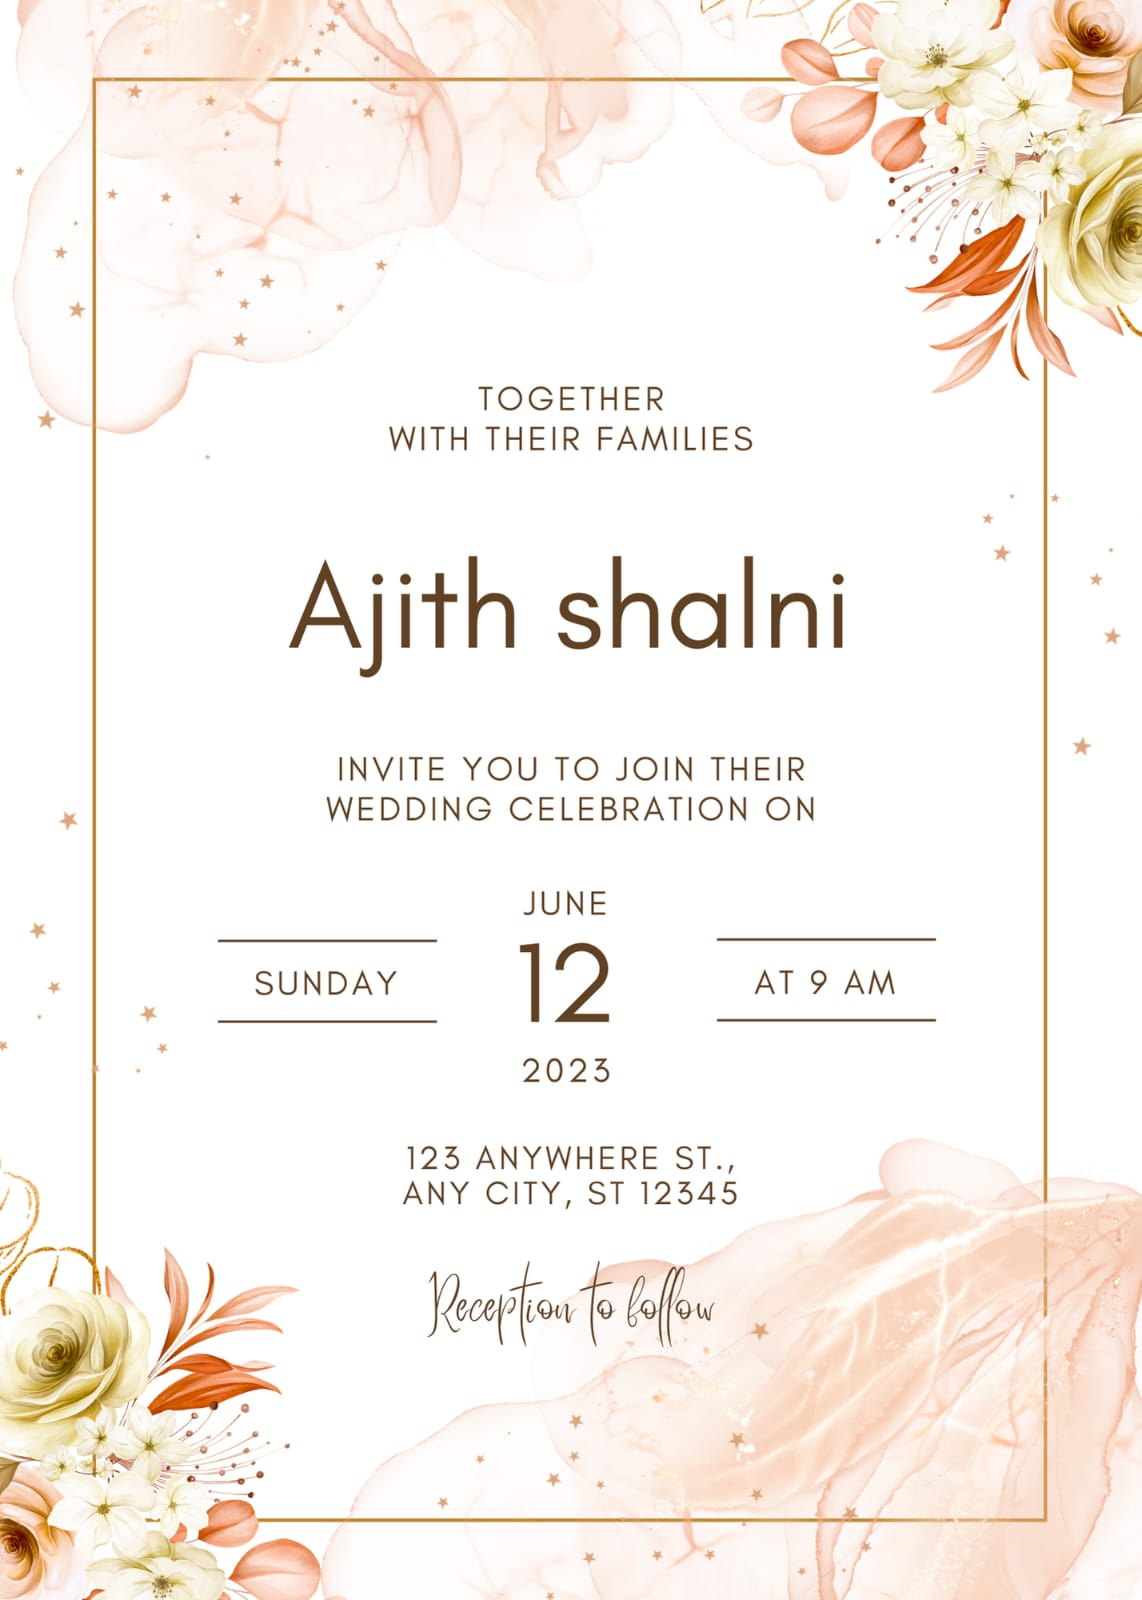 TOGETHER
WITH THEIR FAMILIES
Ajith shalni
INVITE YOU TO JOIN THEIR
WEDDING CELEBRATION ON
JUNE
SUNDAY 12 AT 9 AM
2023
123 ANYWHERE ST.,
ANY CITY, ST 12345
Reception to follow